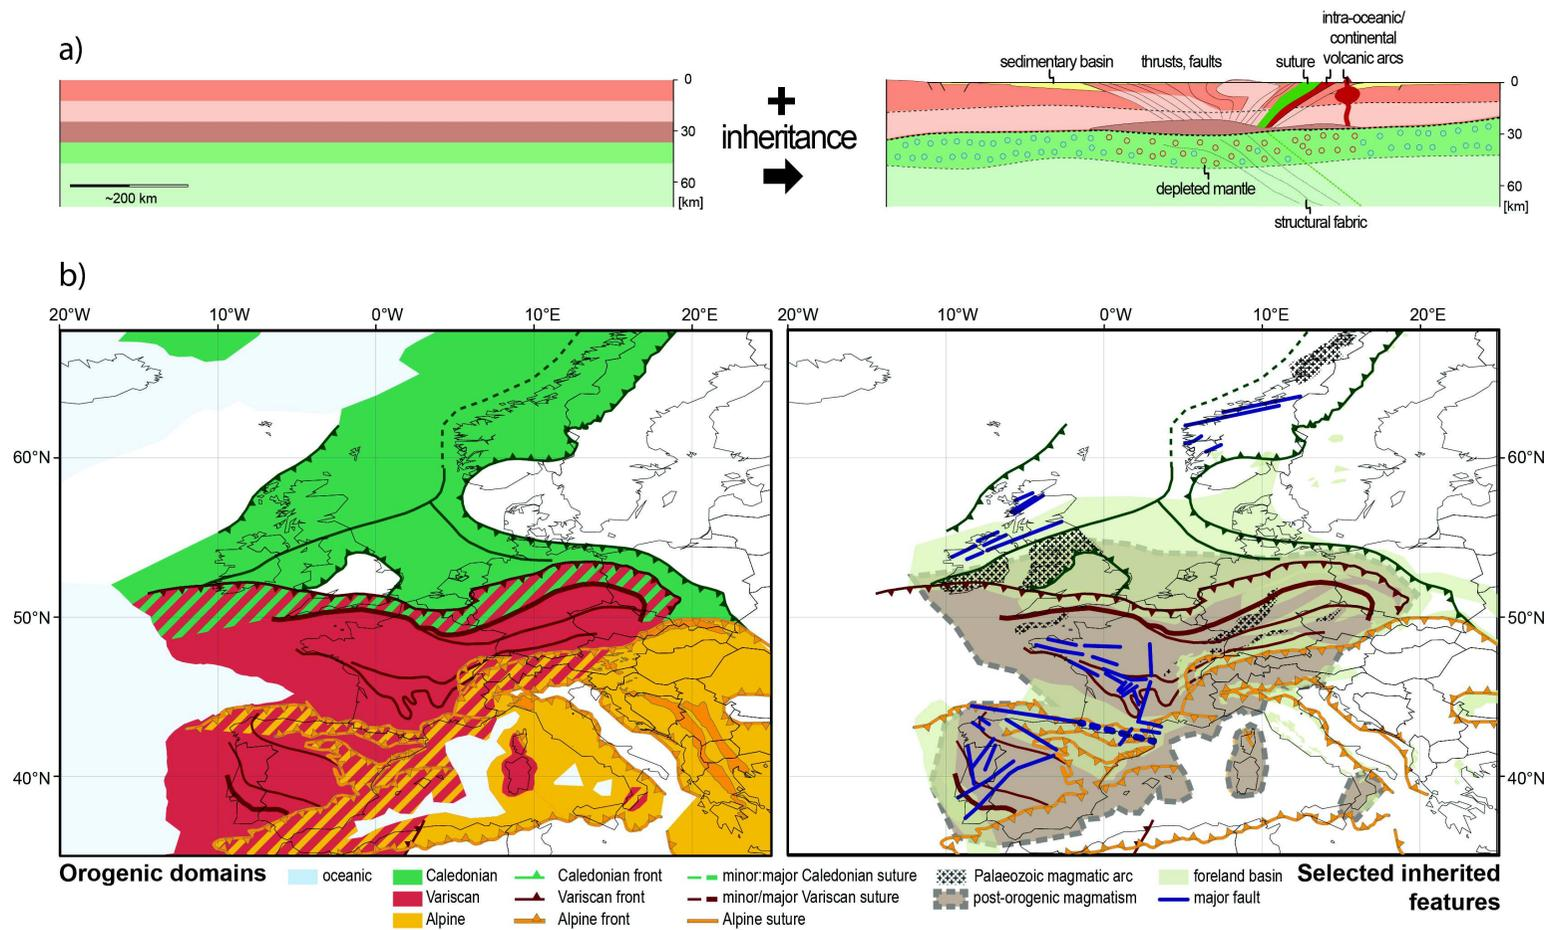 a)
0
30
60
[km]
~200 km
+
inheritance
intra-oceanic/
continental
volcanic arcs
sedimentary basin
thrusts, faults
suture
0
30
60
[km]
depleted mantle
structural fabric
b)
20°W 10°W 0°W 10°E 20°E
20°W 10°W 0°W 10°E 20°E
60°N
50°N
40°N
60°N
50°N
40°N
Orogenic domains
oceanic
Caledonian
Variscan
Alpine
Caledonian front
Variscan front
Alpine front
minor:major Caledonian suture
minor/major Variscan suture
Alpine suture
Palaeozoic magmatic arc
post-orogenic magmatism
foreland basin
major fault
Selected inherited
features